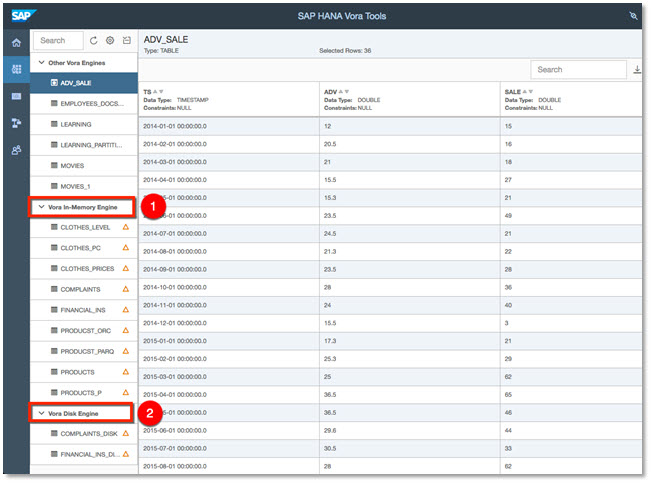 SAP
SAP HANA Vora Tools
Search
Other Vora Engines
ADV_SALE
EMPLOYEES_DOCS...
LEARNING
LEARNING_PARTITI...
MOVIES
MOVIES_1
Vora In-Memory Engine
1
CLOTHES_LEVEL
CLOTHES_PC
CLOTHES_PRICES
COMPLAINTS
FINANCIAL_INS
PRODUCST_ORC
PRODUCST_PARQ
PRODUCTS
PRODUCTS_P
Vora Disk Engine
2
COMPLAINTS_DISK
FINANCIAL_INS_DI...
ADV_SALE
Type: TABLE Selected Rows: 36
Search
TS ADV SALE
Data Type: TIMESTAMP Data Type: DOUBLE Data Type: DOUBLE
Constraints:NULL Constraints:NULL Constraints:NULL
2014-01-01 00:00:00.0 12 15
2014-02-01 00:00:00.0 20.5 16
2014-03-01 00:00:00.0 21 18
2014-04-01 00:00:00.0 15.5 27
-01 00:00:00.0 15.3 21
-01 00:00:00.0 23.5 49
2014-07-01 00:00:00.0 24.5 21
2014-08-01 00:00:00.0 21.3 22
2014-09-01 00:00:00.0 23.5 28
2014-10-01 00:00:00.0 28 36
2014-11-01 00:00:00.0 24 40
2014-12-01 00:00:00.0 15.5 3
2015-01-01 00:00:00.0 17.3 21
2015-02-01 00:00:00.0 25.3 29
2015-03-01 00:00:00.0 25 62
2015-04-01 00:00:00.0 36.5 65
-01 00:00:00.0 36.5 46
2015-06-01 00:00:00.0 29.6 44
2015-07-01 00:00:00.0 30.5 33
2015-08-01 00:00:00.0 28 62